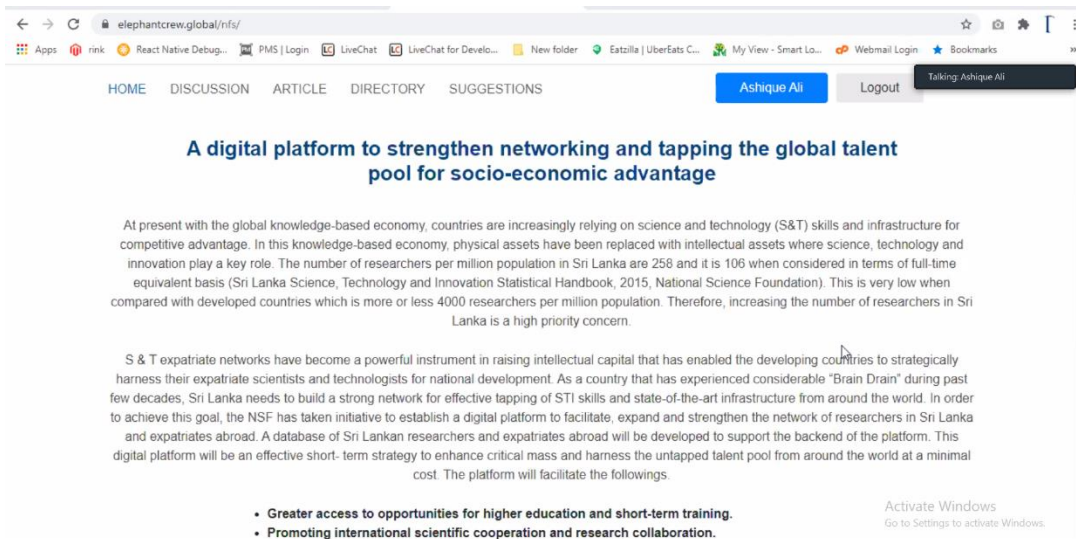 elephantcrew.global/nfs/
Apps rink React Native Debug... PMS | Login LiveChat LiveChat for Develo... New folder Eatzilla | UberEats C... My View - Smart Lo... Webmail Login Bookmarks
Talking: Ashique Ali
HOME DISCUSSION ARTICLE DIRECTORY SUGGESTIONS Ashique Ali Logout
A digital platform to strengthen networking and tapping the global talent
pool for socio-economic advantage
At present with the global knowledge-based economy, countries are increasingly relying on science and technology (S&T) skills and infrastructure for
competitive advantage. In this knowledge-based economy, physical assets have been replaced with intellectual assets where science, technology and
innovation play a key role. The number of researchers per million population in Sri Lanka are 258 and it is 106 when considered in terms of full-time
equivalent basis (Sri Lanka Science, Technology and Innovation Statistical Handbook, 2015, National Science Foundation). This is very low when
compared with developed countries which is more or less 4000 researchers per million population. Therefore, increasing the number of researchers in Sri
Lanka is a high priority concern.
S & T expatriate networks have become a powerful instrument in raising intellectual capital that has enabled the developing countries to strategically
harness their expatriate scientists and technologists for national development. As a country that has experienced considerable “Brain Drain” during past
few decades, Sri Lanka needs to build a strong network for effective tapping of STI skills and state-of-the-art infrastructure from around the world. In order
to achieve this goal, the NSF has taken initiative to establish a digital platform to facilitate, expand and strengthen the network of researchers in Sri Lanka
and expatriates abroad. A database of Sri Lankan researchers and expatriates abroad will be developed to support the backend of the platform. This
digital platform will be an effective short- term strategy to enhance critical mass and harness the untapped talent pool from around the world at a minimal
cost. The platform will facilitate the followings.
• Greater access to opportunities for higher education and short-term training.
• Promoting international scientific cooperation and research collaboration.
Activate Windows
Go to Settings to activate Windows.